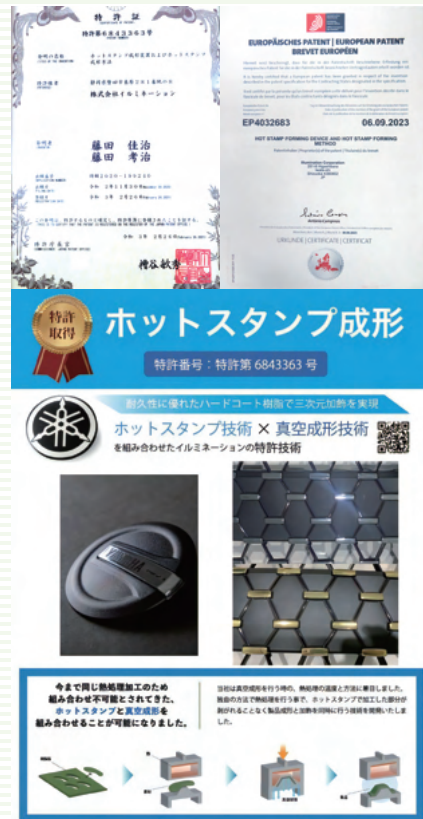 特許証
特許第6843363号
ホットスタンプ成形装置およびホットスタンプ
成形方法
株式会社イルミネーション
藤田 佳治
藤田 考治
特許庁長官
EUROPÄISCHES PATENT | EUROPEAN PATENT
BREVET EUROPÉEN
EP4032683
06.09.2023
HOT STAMP FORMING DEVICE AND HOT STAMP FORMING
METHOD
URKUNDE | CERTIFICATE | CERTIFICAT
特許
取得
ホットスタンプ成形
特許番号：特許第 6843363 号
耐久性に優れたハードコート樹脂で三次元加飾を実現
ホットスタンプ技術 × 真空成形技術
を組み合わせたイルミネーションの特許技術
YAMAHA
今まで同じ熱処理加工のため
組み合わせ不可能とされてきた、
ホットスタンプと真空成形を
組み合わせることが可能になりました。
当社は真空成形を行う時の、熱処理の温度と方法に着目しました。
独自の方法で熱処理を行う事で、ホットスタンプで加工した部分が
剥がれることなく製品成形と加飾を同時に行う技術を開発いたしま
した。